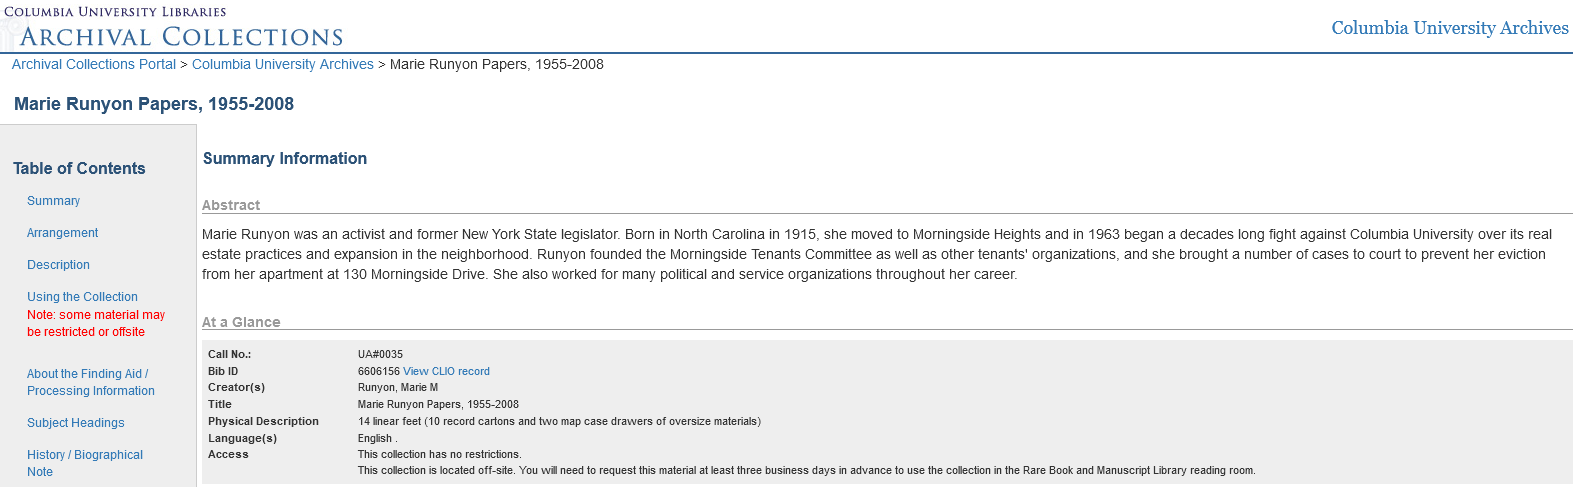 COLUMBIA UNIVERSITY LIBRARIES
ARCHIVAL COLLECTIONS
Columbia University Archives
Archival Collections Portal > Columbia University Archives > Marie Runyon Papers, 1955-2008
Marie Runyon Papers, 1955-2008
Table of Contents
Summary
Arrangement
Description
Using the Collection
Note: some material may
be restricted or offsite
About the Finding Aid /
Processing Information
Subject Headings
History / Biographical
Note
Summary Information
Abstract
Marie Runyon was an activist and former New York State legislator. Born in North Carolina in 1915, she moved to Morningside Heights and in 1963 began a decades long fight against Columbia University over its real
estate practices and expansion in the neighborhood. Runyon founded the Morningside Tenants Committee as well as other tenants' organizations, and she brought a number of cases to court to prevent her eviction
from her apartment at 130 Morningside Drive. She also worked for many political and service organizations throughout her career.
At a Glance
Call No.: UA#0035
Bib ID 6606156 View CLIO record
Creator(s) Runyon, Marie M
Title Marie Runyon Papers, 1955-2008
Physical Description 14 linear feet (10 record cartons and two map case drawers of oversize materials)
Language(s) English .
Access This collection has no restrictions.
This collection is located off-site. You will need to request this material at least three business days in advance to use the collection in the Rare Book and Manuscript Library reading room.